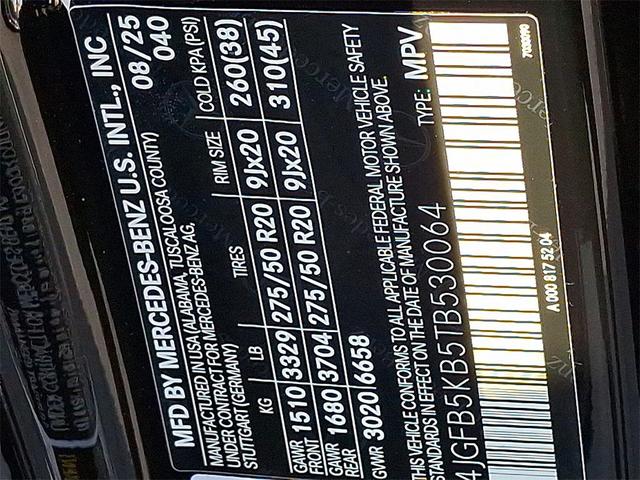 MFD BY MERCEDES-BENZ U.S. INTL., INC
MANUFACTURED IN USA (ALABAMA, TUSCALOOSA COUNTY) 08/25
UNDER CONTRACT FOR MERCEDES-BENZ AG, 040
STUTTGART (GERMANY)
KG LB TIRES RIM SIZE COLD KPA (PSI)
GAWR FRONT 1510 3329 275/50 R20 9Jx20 260(38)
GAWR REAR 1680 3704 275/50 R20 9Jx20 310(45)
GVWR 3020 6658
THIS VEHICLE CONFORMS TO ALL APPLICABLE FEDERAL MOTOR VEHICLE SAFETY
STANDARDS IN EFFECT ON THE DATE OF MANUFACTURE SHOWN ABOVE.
4JGFB5KB5TB530064 TYPE: MPV
A 000 817 52 04